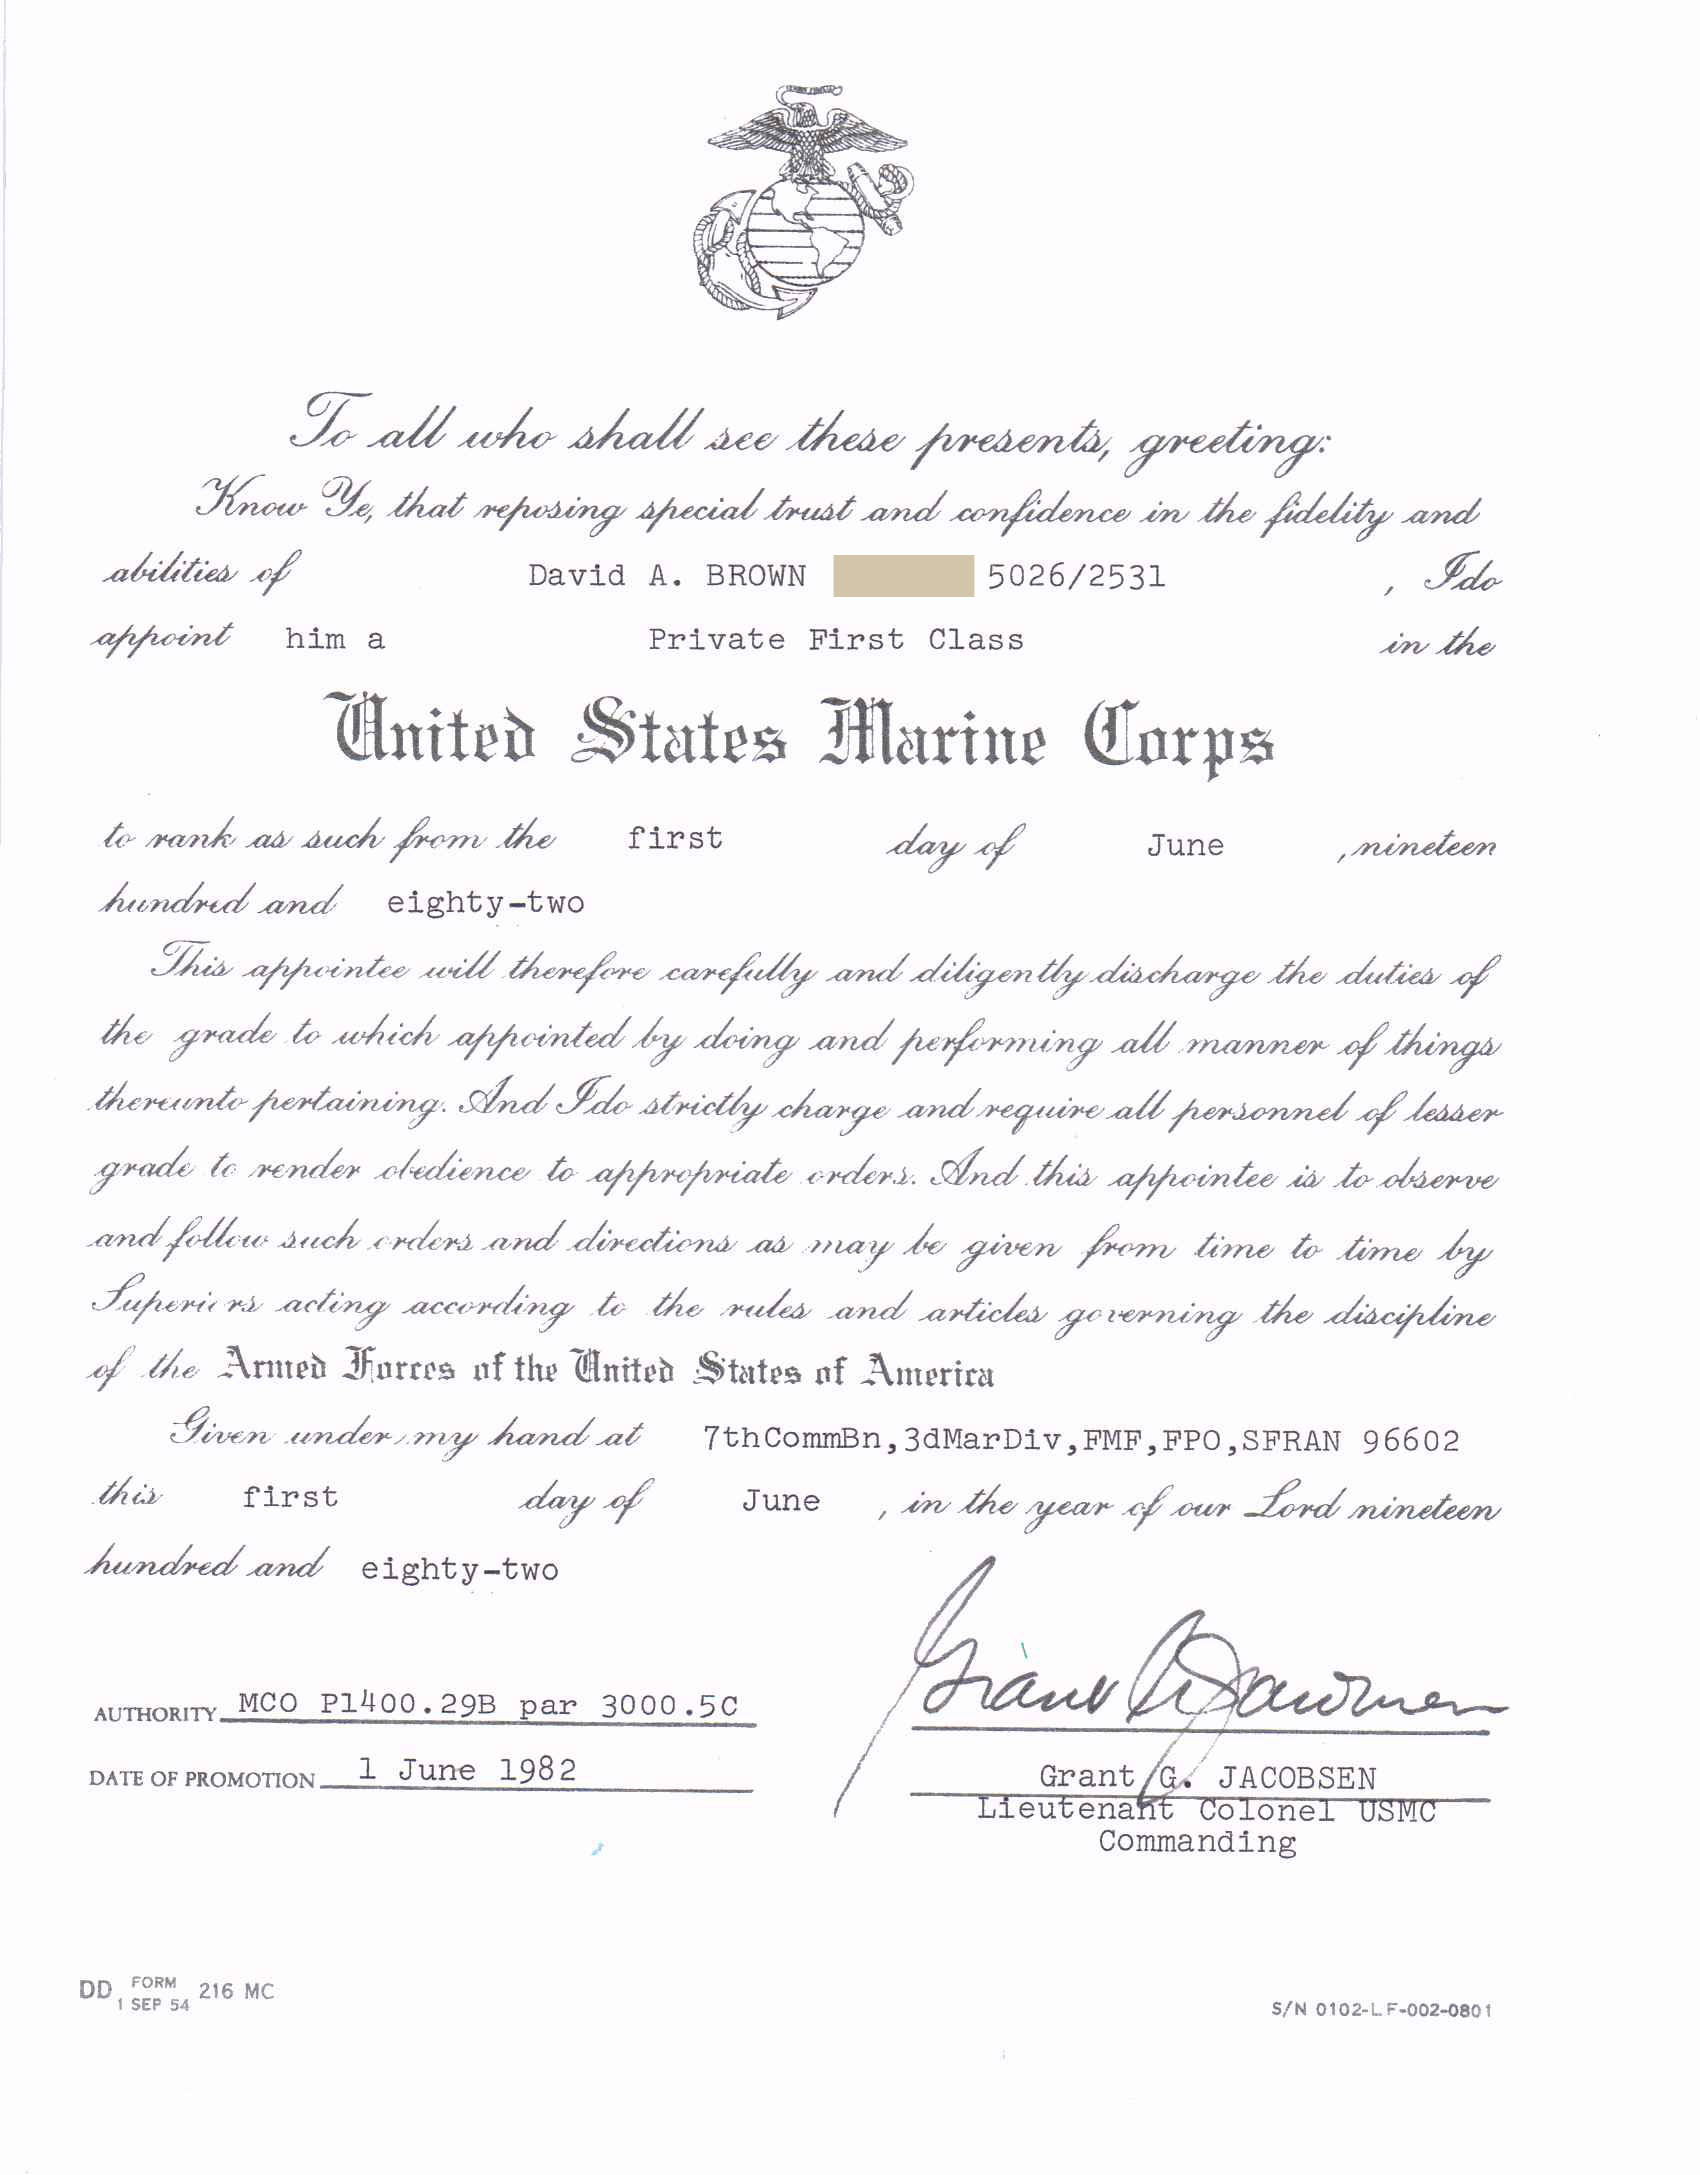 To all who shall see these presents, greeting:
Know Ye, that reposing special trust and confidence in the fidelity and
abilities of David A. BROWN 5026/2531 , I do
appoint him a Private First Class in the
United States Marine Corps
to rank as such from the first day of June , nineteen
hundred and eighty-two
This appointee will therefore carefully and diligently discharge the duties of
the grade to which appointed by doing and performing all manner of things
thereunto pertaining. And I do strictly charge and require all personnel of lesser
grade to render obedience to appropriate orders. And this appointee is to observe
and follow such orders and directions as may be given from time to time by
Superiors acting according to the rules and articles governing the discipline
of the Armed Forces of the United States of America
Given under my hand at 7thCommBn,3dMarDiv,FMF,FPO,SFRAN 96602
this first day of June , in the year of our Lord nineteen
hundred and eighty-two
AUTHORITY MCO P1400.29B par 3000.5C
DATE OF PROMOTION 1 June 1982
Grant G. JACOBSEN
Lieutenant Colonel USMC
Commanding
DD FORM 216 MC
1 SEP 54
S/N 0102-LF-002-0801